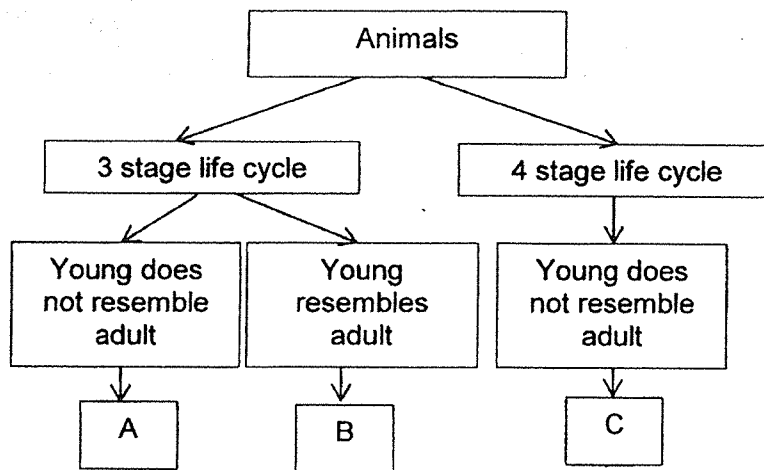 Animals
3 stage life cycle
4 stage life cycle
Young does
not resemble
adult
Young
resembles
adult
Young does
not resemble
adult
A
B
C